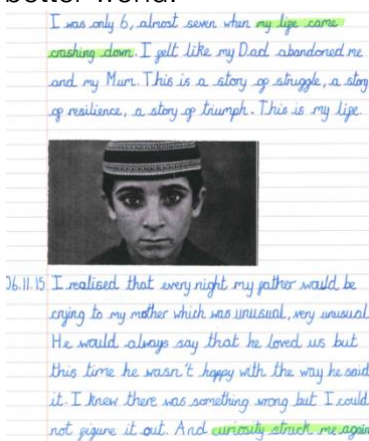 better world.
I was only 6, almost seven when my life came
crashing down. I felt like my Dad abandoned me
and my Mum. This is a story of struggle, a story
of resilience, a story of triumph. This is my life.
06.11.15 I realised that every night my father would be
crying to my mother which was unusual, very unusual
He would always say that he loved us but
this time he wasn't happy with the way he said
it. I knew there was something wrong but I could
not figure it out. And curiosity struck me again